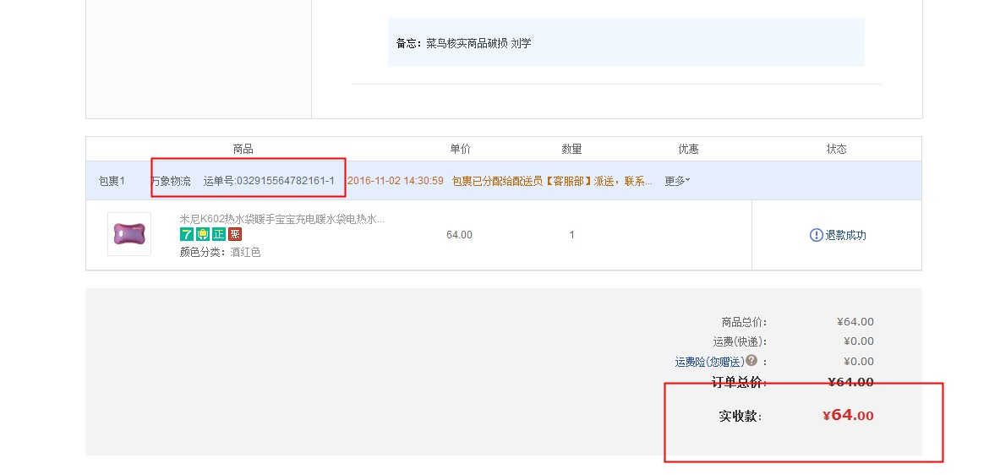 备忘：菜鸟核实商品破损 刘学
商品 单价 数量 优惠 状态
包裹1 万象物流 运单号:032915564782161-1 2016-11-02 14:30:59 包裹已分配给配送员【客服部】派送，联系... 更多
米尼K602热水袋暖手宝宝充电暖水袋电热水...
7 正 聚
颜色分类：酒红色
64.00 1 退款成功
商品总价： ¥64.00
运费(快递)： ¥0.00
运费险(您赠送) ? ： ¥0.00
订单总价： ¥64.00
实收款： ¥64.00